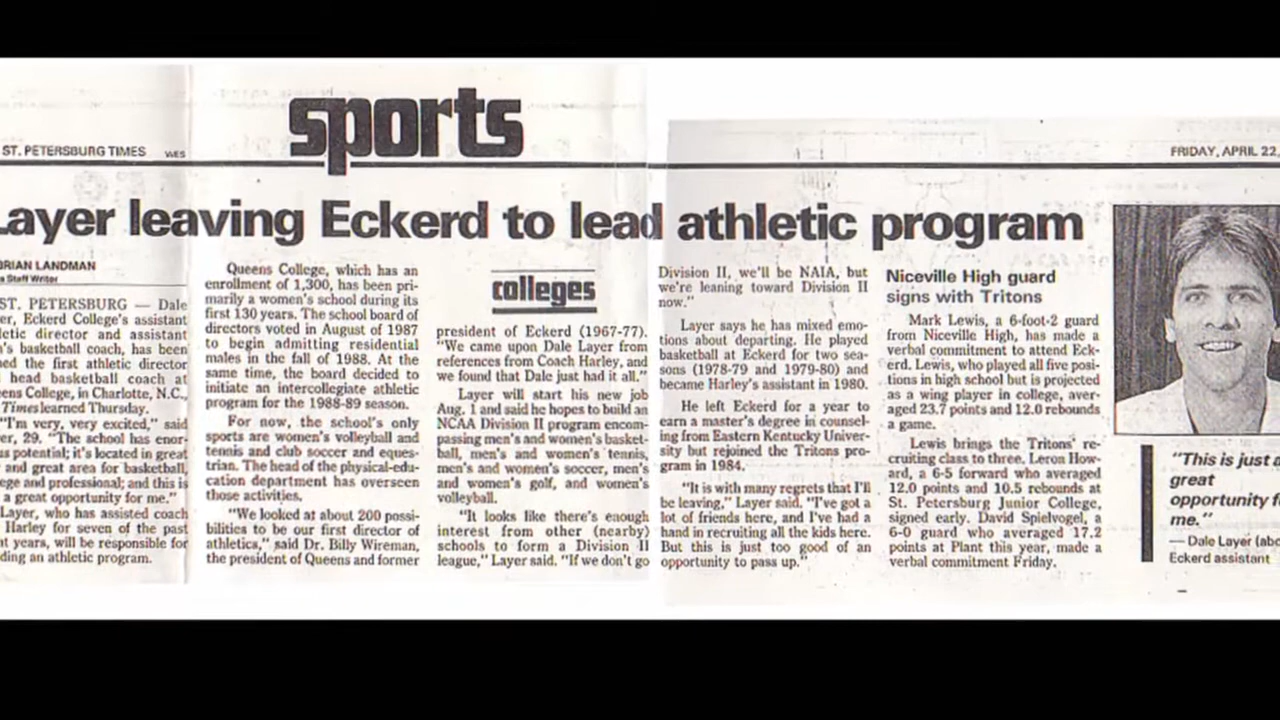 sports
ST. PETERSBURG TIMES
FRIDAY, APRIL 22,
Layer leaving Eckerd to lead athletic program
BRIAN LANDMAN
Staff Writer
ST. PETERSBURG — Dale
er, Eckerd College's assistant
letic director and assistant
n's basketball coach, has been
ed the first athletic director
head basketball coach at
ens College, in Charlotte, N.C.,
Times learned Thursday.
"I'm very, very excited," said
er, 29. "The school has enor-
us potential; it's located in great
and great area for basketball,
ege and professional; and this is
a great opportunity for me."
Layer, who has assisted coach
Harley for seven of the past
ht years, will be responsible for
ding an athletic program.
Queens College, which has an
enrollment of 1,300, has been pri-
marily a women's school during its
first 130 years. The school board of
directors voted in August of 1987
to begin admitting residential
males in the fall of 1988. At the
same time, the board decided to
initiate an intercollegiate athletic
program for the 1988-89 season.
For now, the school's only
sports are women's volleyball and
tennis and club soccer and eques-
trian. The head of the physical-edu-
cation department has overseen
those activities.
"We looked at about 200 possi-
bilities to be our first director of
athletics," said Dr. Billy Wireman,
the president of Queens and former
colleges
president of Eckerd (1967-77).
"We came upon Dale Layer from
references from Coach Harley, and
we found that Dale just had it all."
Layer will start his new job
Aug. 1 and said he hopes to build an
NCAA Division II program encom-
passing men's and women's basket-
ball, men's and women's tennis,
men's and women's soccer, men's
and women's golf, and women's
volleyball.
"It looks like there's enough
interest from other (nearby)
schools to form a Division II
league," Layer said. "If we don't go
Division II, we'll be NAIA, but
we're leaning toward Division II
now."
Layer says he has mixed emo-
tions about departing. He played
basketball at Eckerd for two sea-
sons (1978-79 and 1979-80) and
became Harley's assistant in 1980.
He left Eckerd for a year to
earn a master's degree in counsel-
ing from Eastern Kentucky Univer-
sity but rejoined the Tritons pro-
gram in 1984.
"It is with many regrets that I'll
be leaving," Layer said. "I've got a
lot of friends here, and I've had a
hand in recruiting all the kids here.
But this is just too good of an
opportunity to pass up."
Niceville High guard
signs with Tritons
Mark Lewis, a 6-foot-2 guard
from Niceville High, has made a
verbal commitment to attend Eck-
erd. Lewis, who played all five posi-
tions in high school but is projected
as a wing player in college, aver-
aged 23.7 points and 12.0 rebounds
a game.
Lewis brings the Tritons' re-
cruiting class to three. Leron How-
ard, a 6-5 forward who averaged
12.0 points and 10.5 rebounds at
St. Petersburg Junior College,
signed early. David Spielvogel, a
6-0 guard who averaged 17.2
points at Plant this year, made a
verbal commitment Friday.
"This is just a
great
opportunity f
me."
— Dale Layer (abo
Eckerd assistant